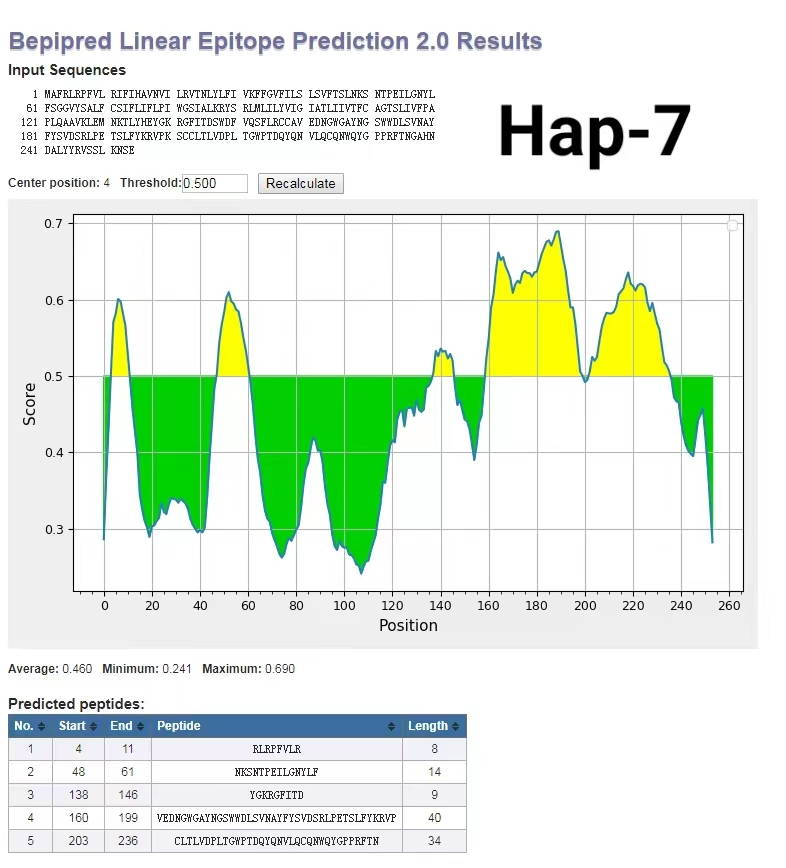 Bepipred Linear Epitope Prediction 2.0 Results
Input Sequences
1 MAFRLRPFVL RIFIHAVNVI LRVTNLYLFI VKFFGVFILS LSVFTSLNKS NTPEILGNYL
61 FSGGVYSALF CSIFLIFLPI WGSIALKRYS RLMLILYVIG IATLIIVTFC AGTSLIVFPA
121 PLQAAVKLEM NKTLYHEYGK RGFITDSWDF VQSFLRCCAV EDNGWGAYNG SWWDLSVNAY
181 FYSVDSRLPE TSLFYKRVPK SCCLTLVDPL TGWPTDQYQN VLQCQNWQYG PPRFTNGAHN
241 DALYYRVSSL KNSE
Hap-7
Center position: 4 Threshold: 0.500 Recalculate
0.7
0.6
0.5
0.4
0.3
Score
0 20 40 60 80 100 120 140 160 180 200 220 240 260
Position
Average: 0.460 Minimum: 0.241 Maximum: 0.690
Predicted peptides:
No. Start End Peptide Length
1 4 11 RLRPFVLR 8
2 48 61 NKSNTPEILGNYLF 14
3 138 146 YGKRGFITD 9
4 160 199 VEDNGWGAYNGSWWDLSVNAYFYSVDSRLPETSLFYKRVP 40
5 203 236 CLTLVDPLTGWPTDQYQNVLQCQNWQYGPPRFTN 34